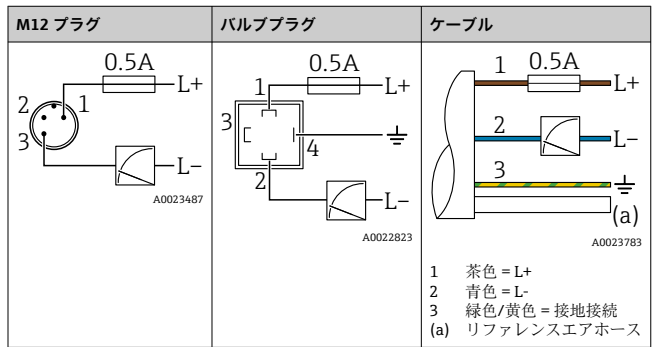 M12 プラグ
バルブプラグ
ケーブル
0.5A
L+
2
1
3
L–
A0023487
0.5A
1
L+
3
4
2
L–
A0022823
1
0.5A
L+
2
L–
3
(a)
A0023783
1 茶色 = L+
2 青色 = L-
3 緑色/黄色 = 接地接続
(a) リファレンスエアホース